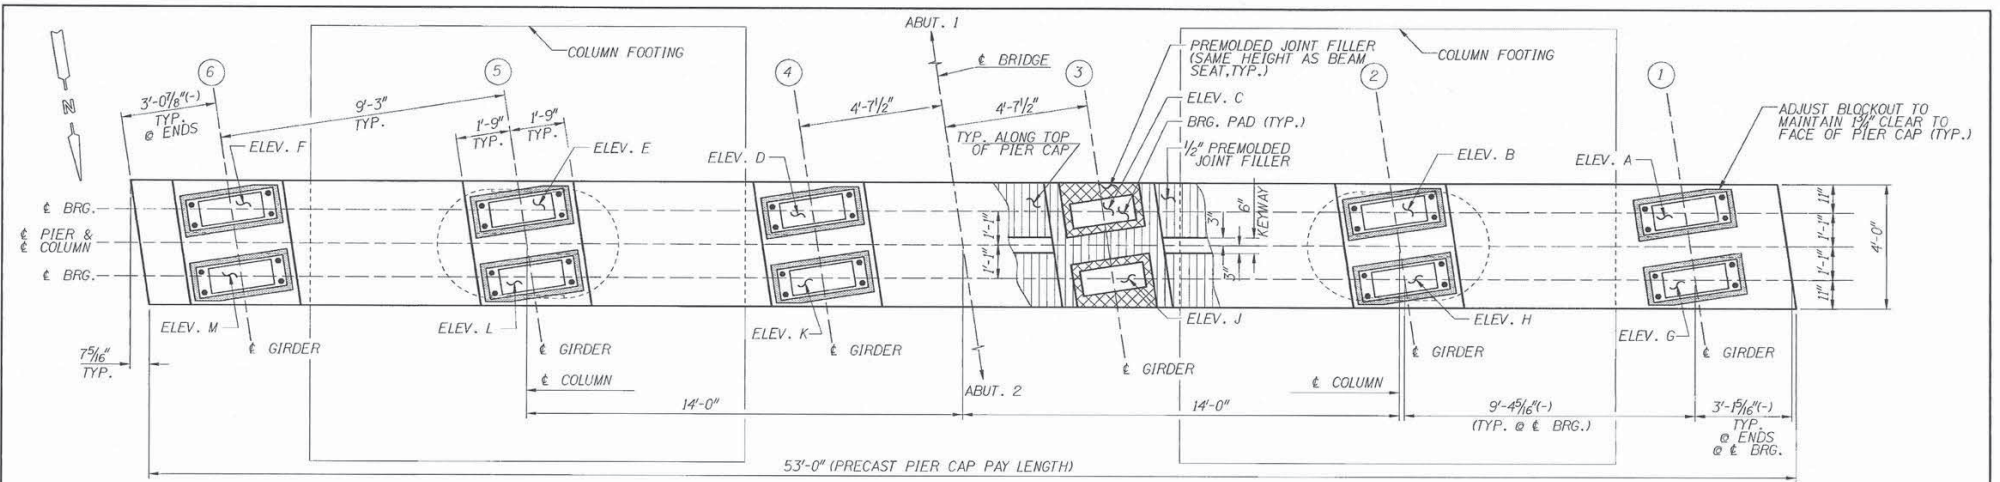 ABUT. 1
COLUMN FOOTING
℄ BRIDGE
PREMOLDED JOINT FILLER
(SAME HEIGHT AS BEAM
SEAT,TYP.)
COLUMN FOOTING
N
6
5
4
3
2
1
3'-0⅞"(-)
TYP.
@ ENDS
9'-3"
TYP.
1'-9"
TYP.
1'-9"
TYP.
4'-7½"
4'-7½"
ELEV. C
BRG. PAD (TYP.)
½" PREMOLDED
JOINT FILLER
TYP. ALONG TOP
OF PIER CAP
ADJUST BLOCKOUT TO
MAINTAIN 1¾" CLEAR TO
FACE OF PIER CAP (TYP.)
ELEV. F
ELEV. E
ELEV. D
ELEV. B
ELEV. A
℄ BRG.
℄ PIER &
℄ COLUMN
℄ BRG.
1'-1"
1'-1"
3"
3"
6"
KEYWAY
11"
1'-1"
1'-1"
11"
4'-0"
ELEV. M
ELEV. L
ELEV. K
ELEV. J
ELEV. H
ELEV. G
7 5/16"
TYP.
℄ GIRDER
℄ GIRDER
℄ GIRDER
℄ GIRDER
℄ GIRDER
℄ GIRDER
℄ COLUMN
ABUT. 2
℄ COLUMN
14'-0"
14'-0"
9'-4 5/16"(-)
(TYP. @ ℄ BRG.)
3'-1 5/16"(-)
TYP.
@ ENDS
@ ℄ BRG.
53'-0" (PRECAST PIER CAP PAY LENGTH)